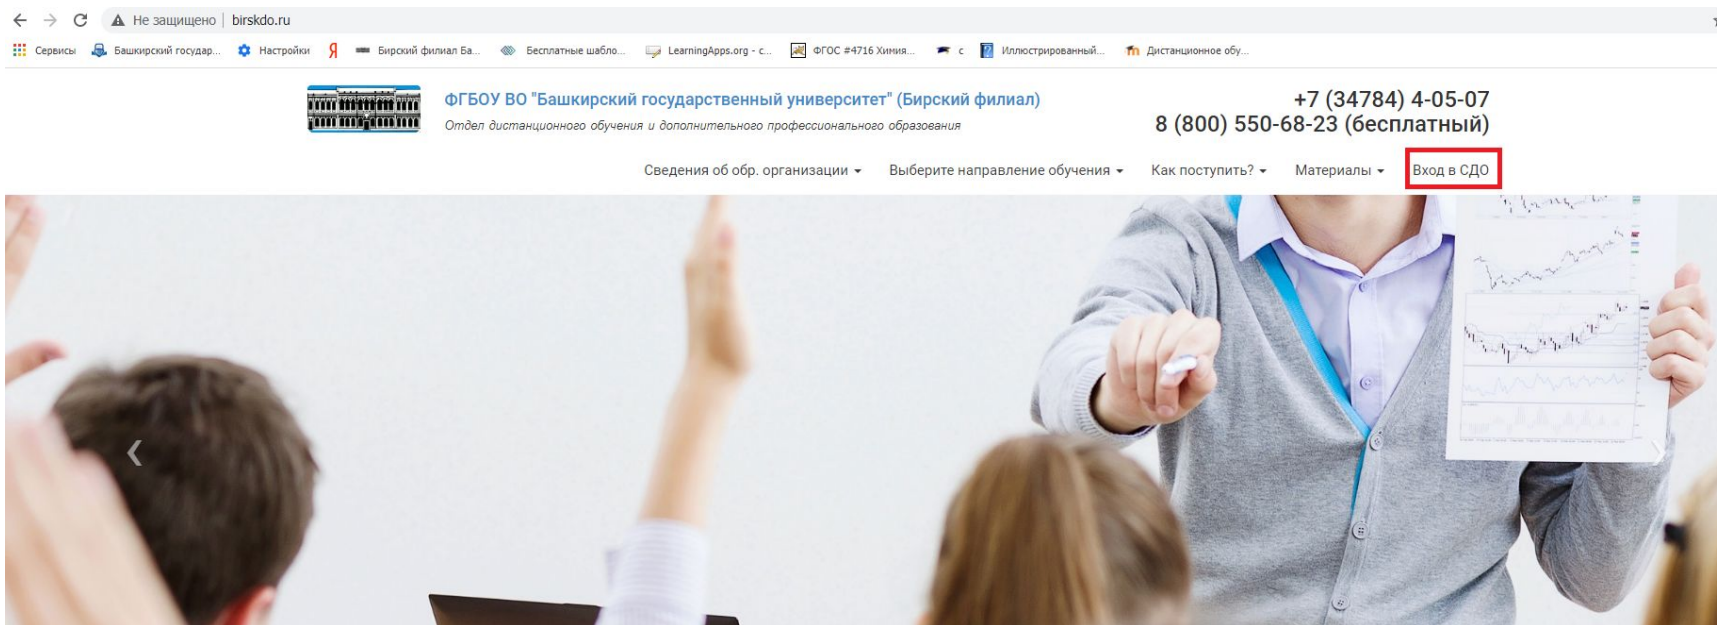 Не защищено | birskdo.ru
Сервисы Башкирский государ... Настройки Я Бирский филиал Ба... Бесплатные шабло... LearningApps.org - с... ФГОС #4716 Химия... с Иллюстрированный... Дистанционное обу...
ФГБОУ ВО "Башкирский государственный университет" (Бирский филиал)
Отдел дистанционного обучения и дополнительного профессионального образования
+7 (34784) 4-05-07
8 (800) 550-68-23 (бесплатный)
Сведения об обр. организации Выберите направление обучения Как поступить? Материалы Вход в СДО